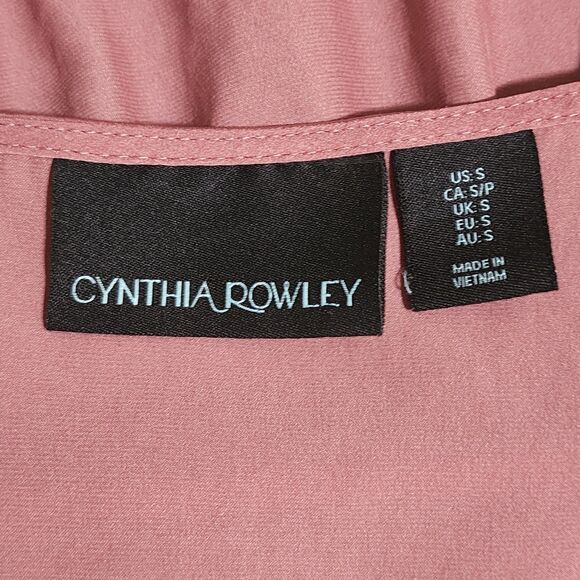 CYNTHIA ROWLEY
US: S
CA: S/P
UK: S
EU: S
AU: S
MADE IN
VIETNAM